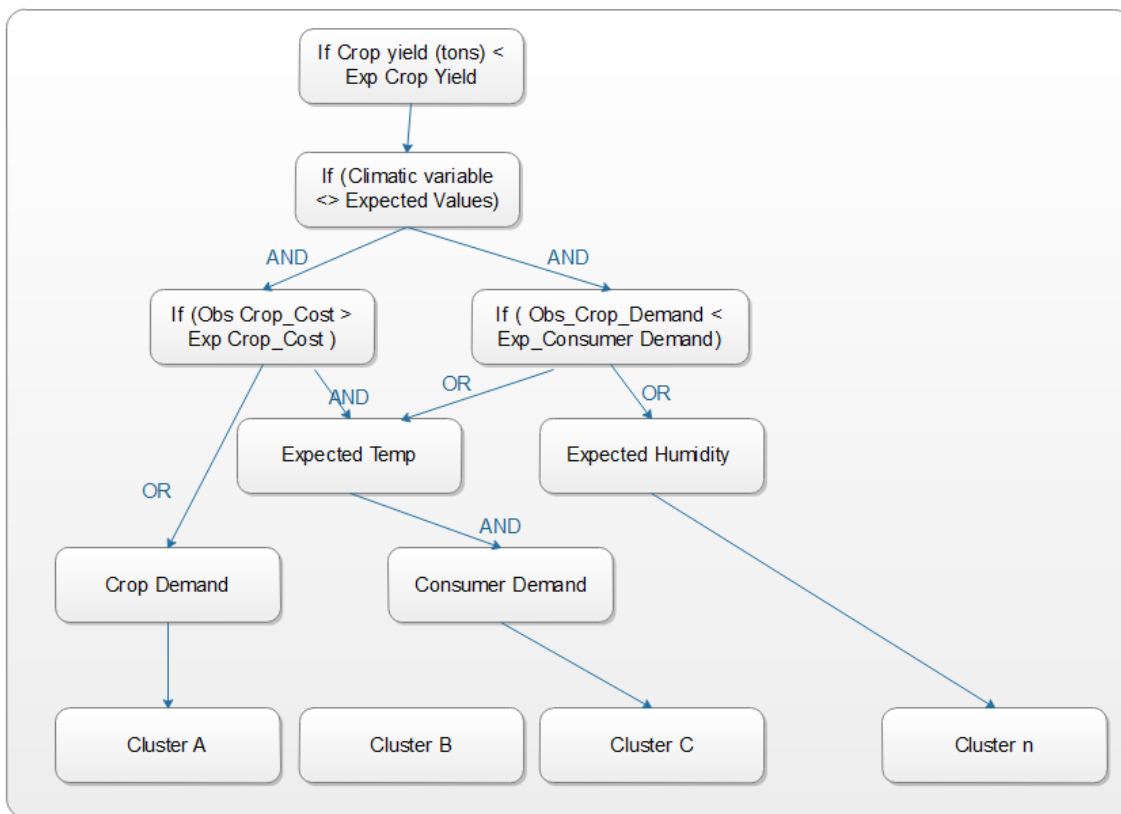 If Crop yield (tons) <
Exp Crop Yield
If (Climatic variable
<> Expected Values)
AND
AND
If (Obs Crop_Cost >
Exp Crop_Cost )
If ( Obs_Crop_Demand <
Exp_Consumer Demand)
AND
OR
OR
Expected Temp
Expected Humidity
OR
AND
Crop Demand
Consumer Demand
Cluster A
Cluster B
Cluster C
Cluster n